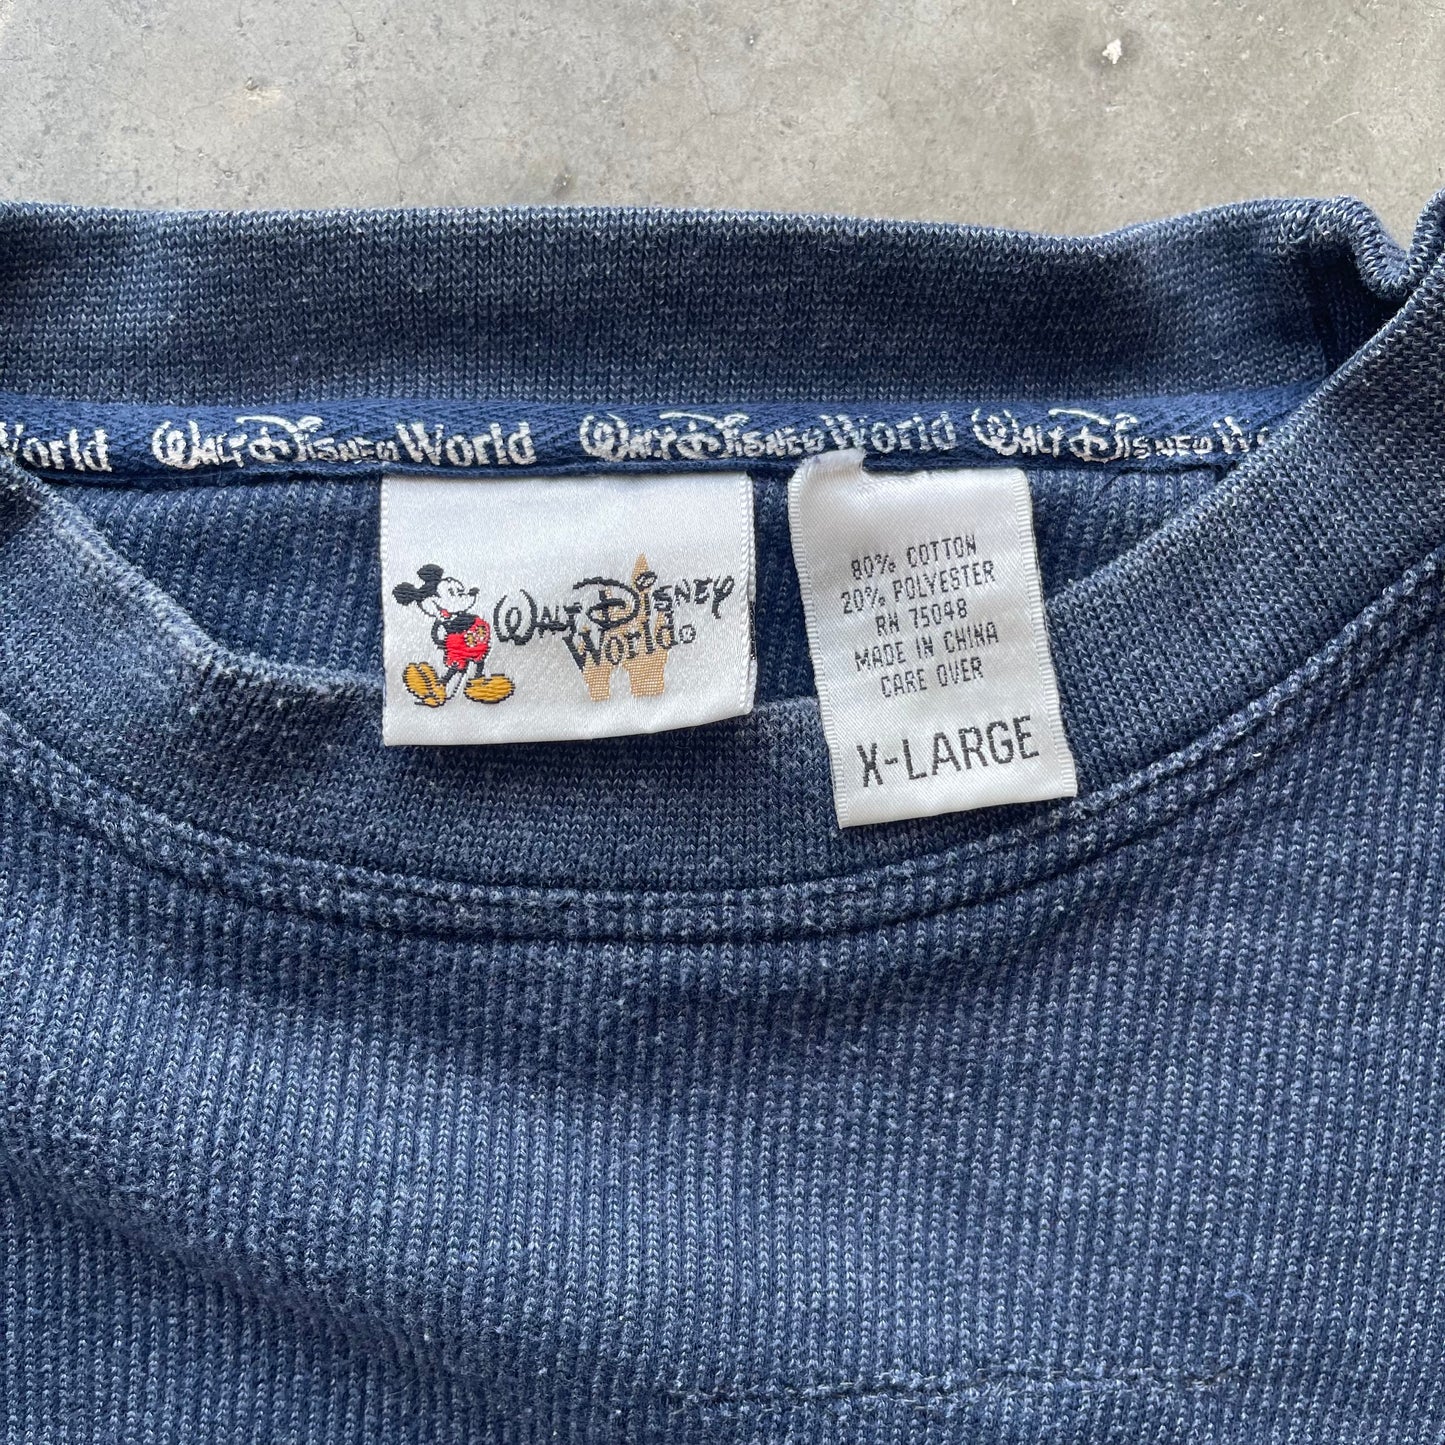 World Walt Disney World Walt Disney World Walt Disney
Walt Disney
World®
80% COTTON
20% POLYESTER
RN 75048
MADE IN CHINA
CARE OVER
X-LARGE